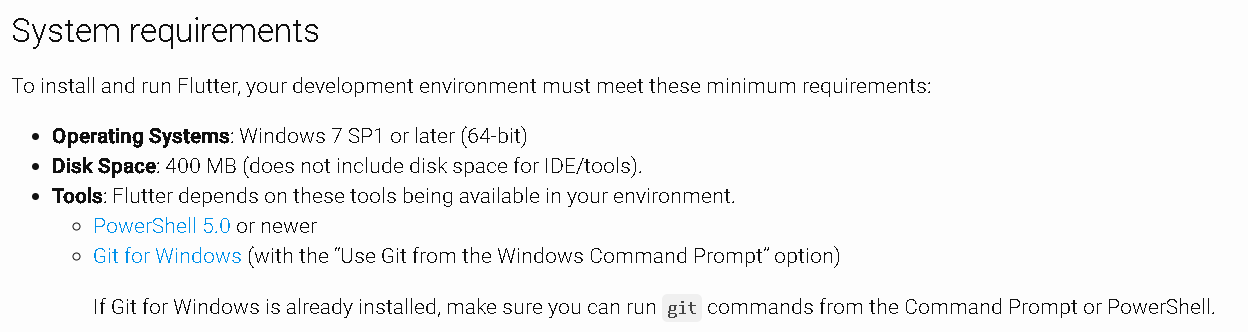 System requirements
To install and run Flutter, your development environment must meet these minimum requirements:
• Operating Systems: Windows 7 SP1 or later (64-bit)
• Disk Space: 400 MB (does not include disk space for IDE/tools).
• Tools: Flutter depends on these tools being available in your environment.
◦ PowerShell 5.0 or newer
◦ Git for Windows (with the “Use Git from the Windows Command Prompt” option)
If Git for Windows is already installed, make sure you can run git commands from the Command Prompt or PowerShell.